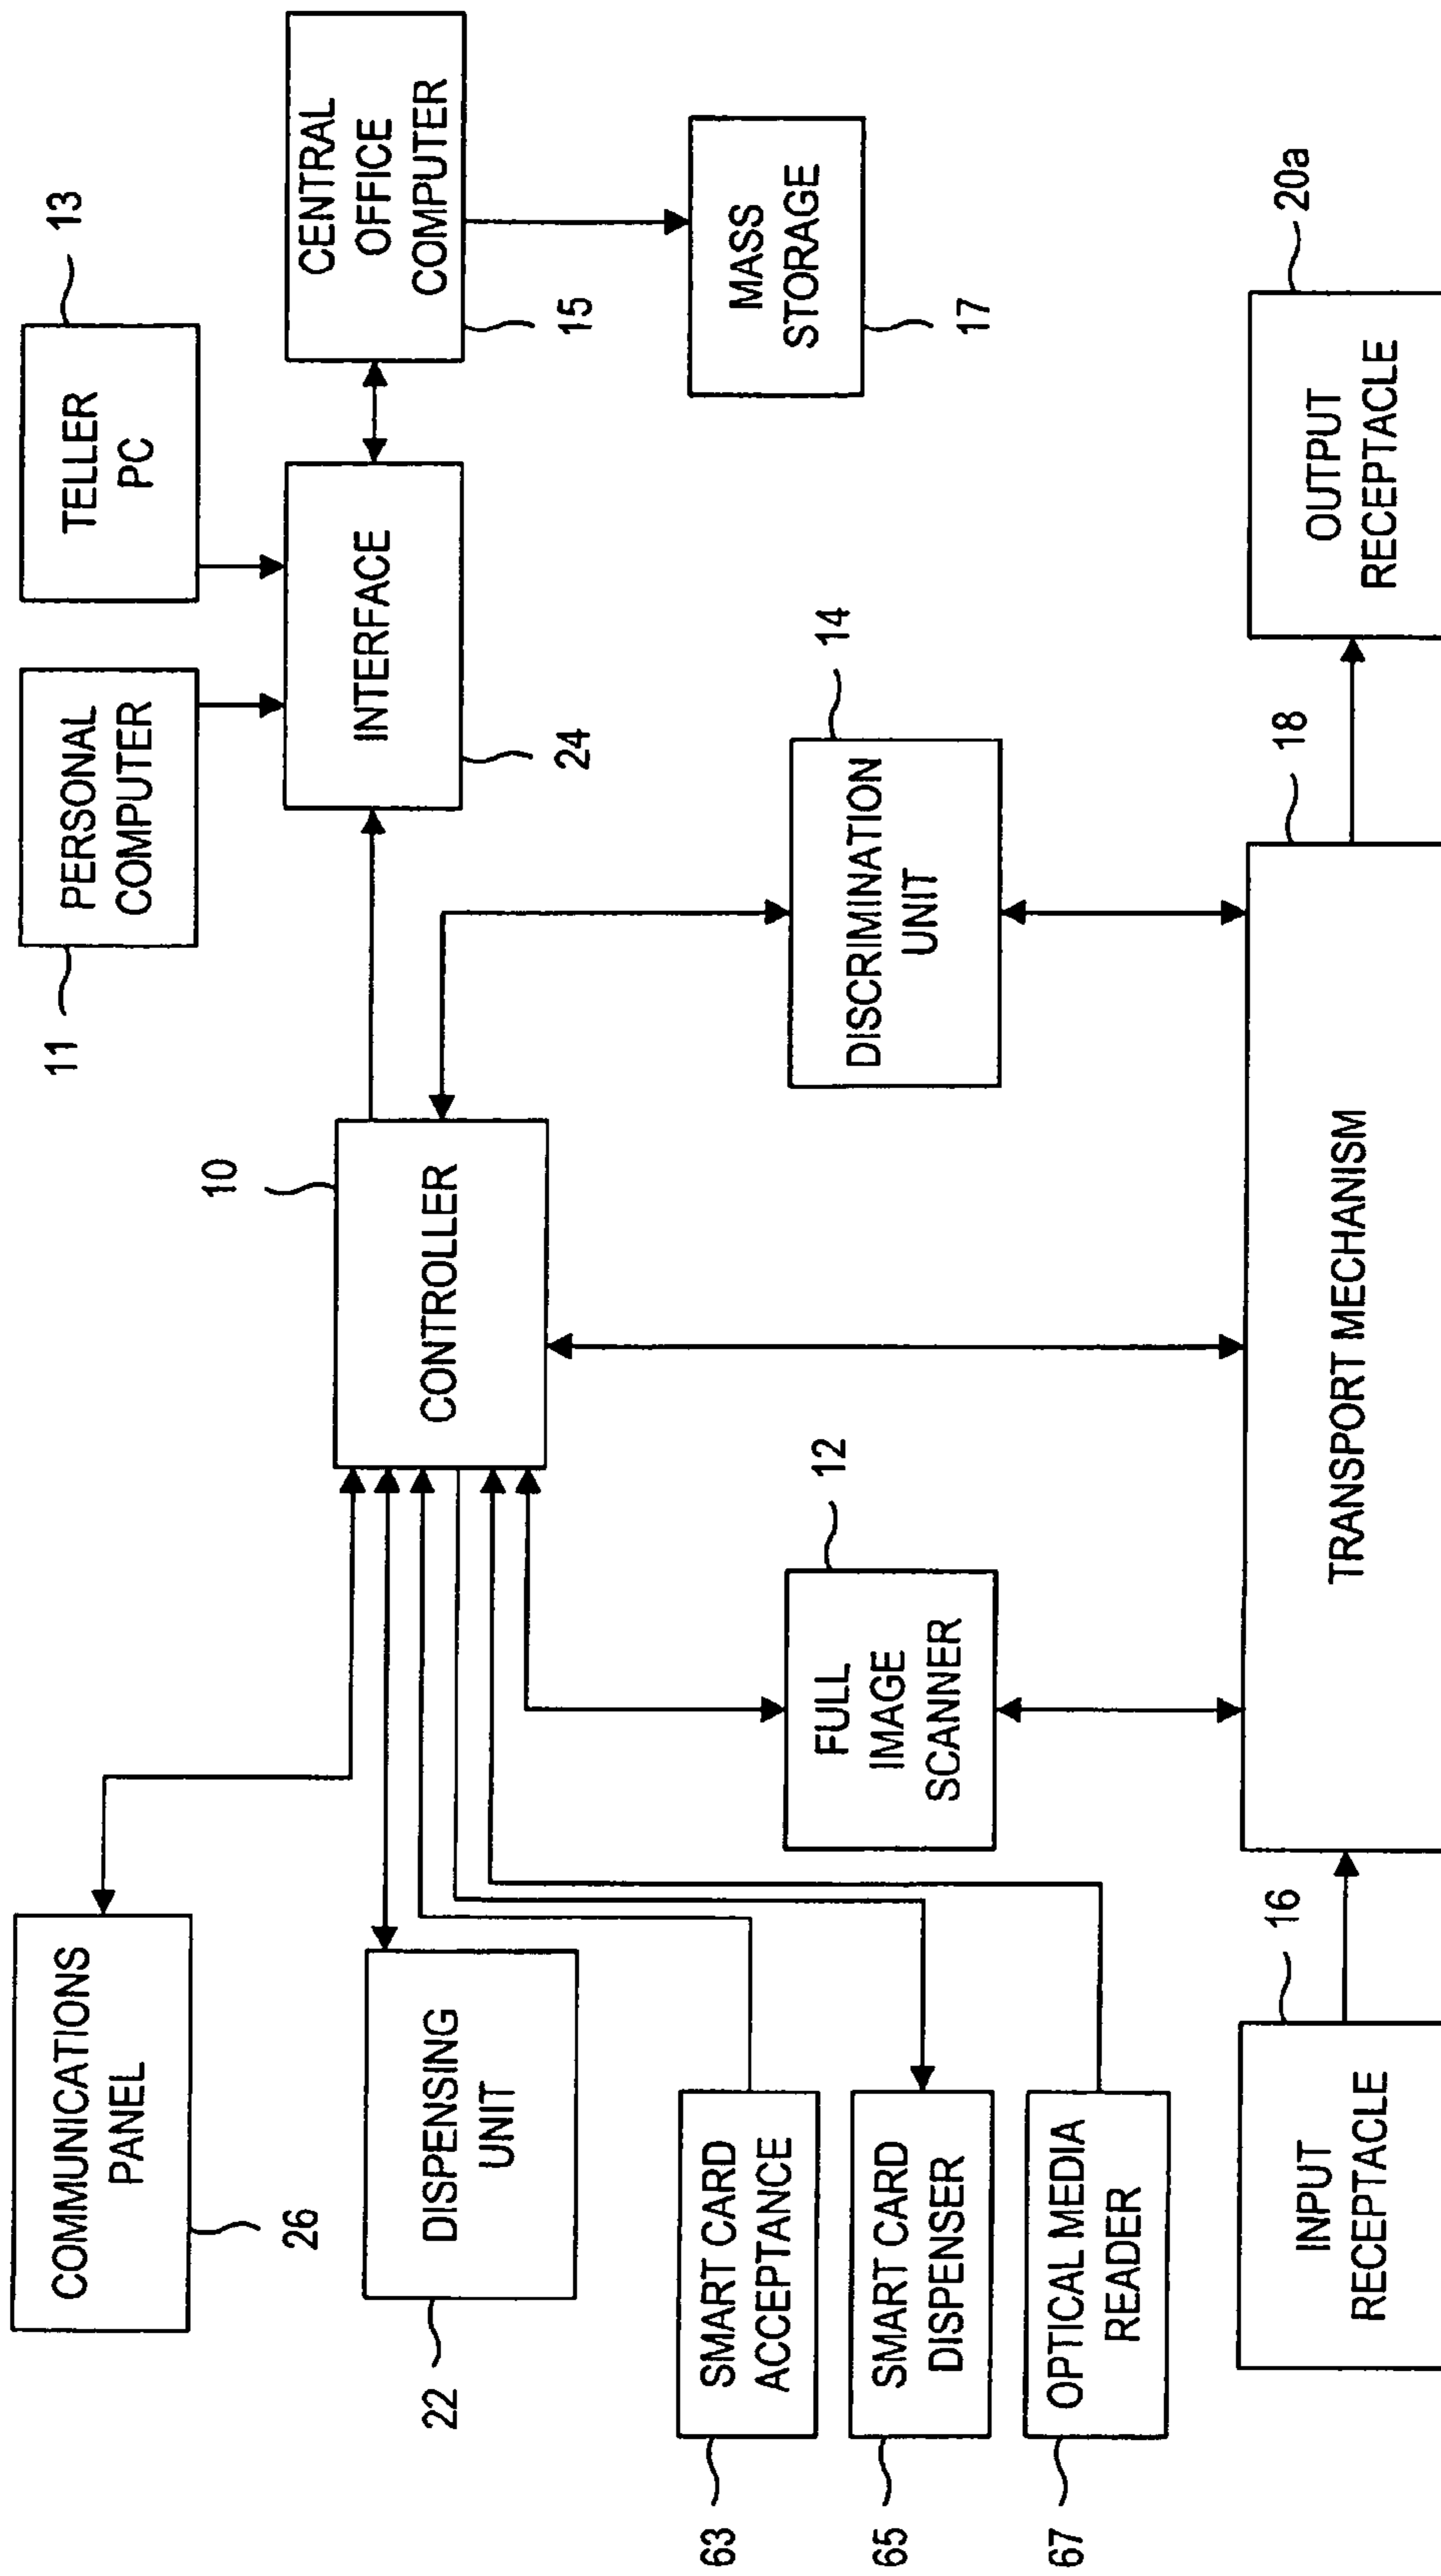 COMMUNICATIONS
PANEL
26
DISPENSING
UNIT
22
SMART CARD
ACCEPTANCE
63
SMART CARD
DISPENSER
65
OPTICAL MEDIA
READER
67
INPUT
RECEPTACLE
16
FULL
IMAGE
SCANNER
12
CONTROLLER
10
TRANSPORT MECHANISM
18
DISCRIMINATION
UNIT
14
PERSONAL
COMPUTER
11
TELLER
PC
13
INTERFACE
24
CENTRAL
OFFICE
COMPUTER
15
MASS
STORAGE
17
OUTPUT
RECEPTACLE
20a